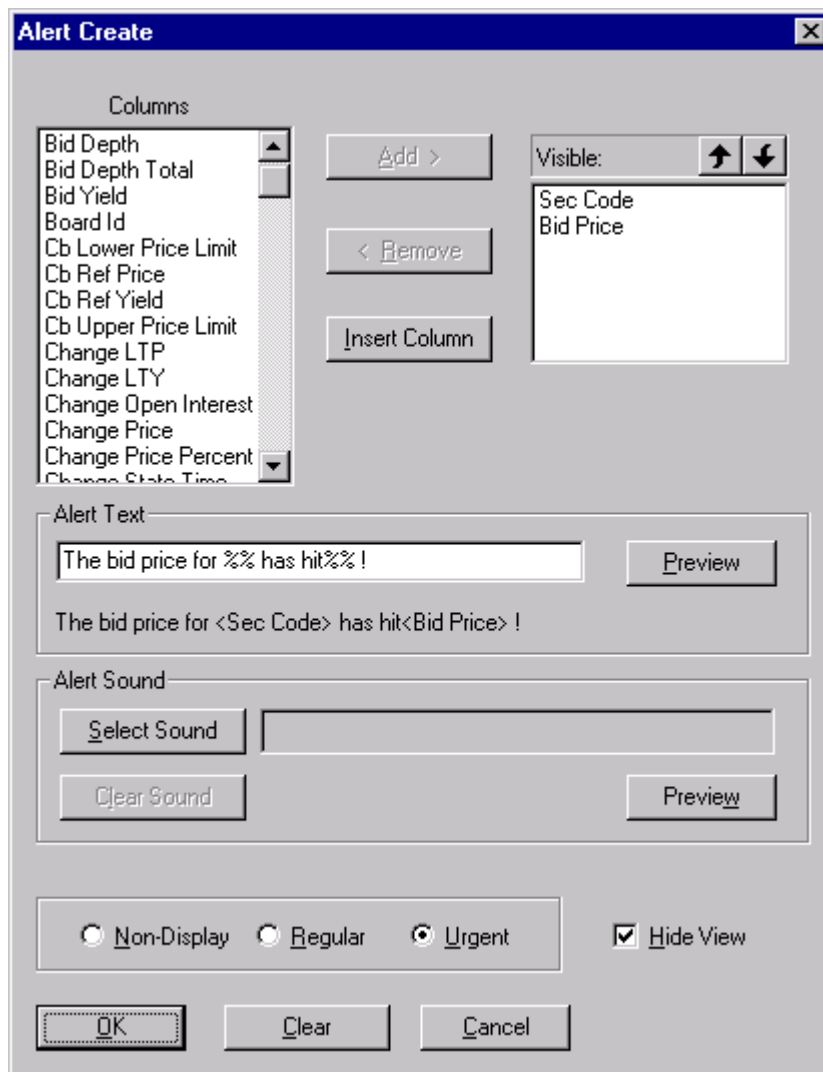 Alert Create
Columns
Bid Depth
Bid Depth Total
Bid Yield
Board Id
Cb Lower Price Limit
Cb Ref Price
Cb Ref Yield
Cb Upper Price Limit
Change LTP
Change LTY
Change Open Interest
Change Price
Change Price Percent
Change State Time
Add >
< Remove
Insert Column
Visible:
Sec Code
Bid Price
Alert Text
The bid price for %% has hit%% !
Preview
The bid price for <Sec Code> has hit<Bid Price> !
Alert Sound
Select Sound
Clear Sound
Preview
Non-Display
Regular
Urgent
Hide View
OK
Clear
Cancel